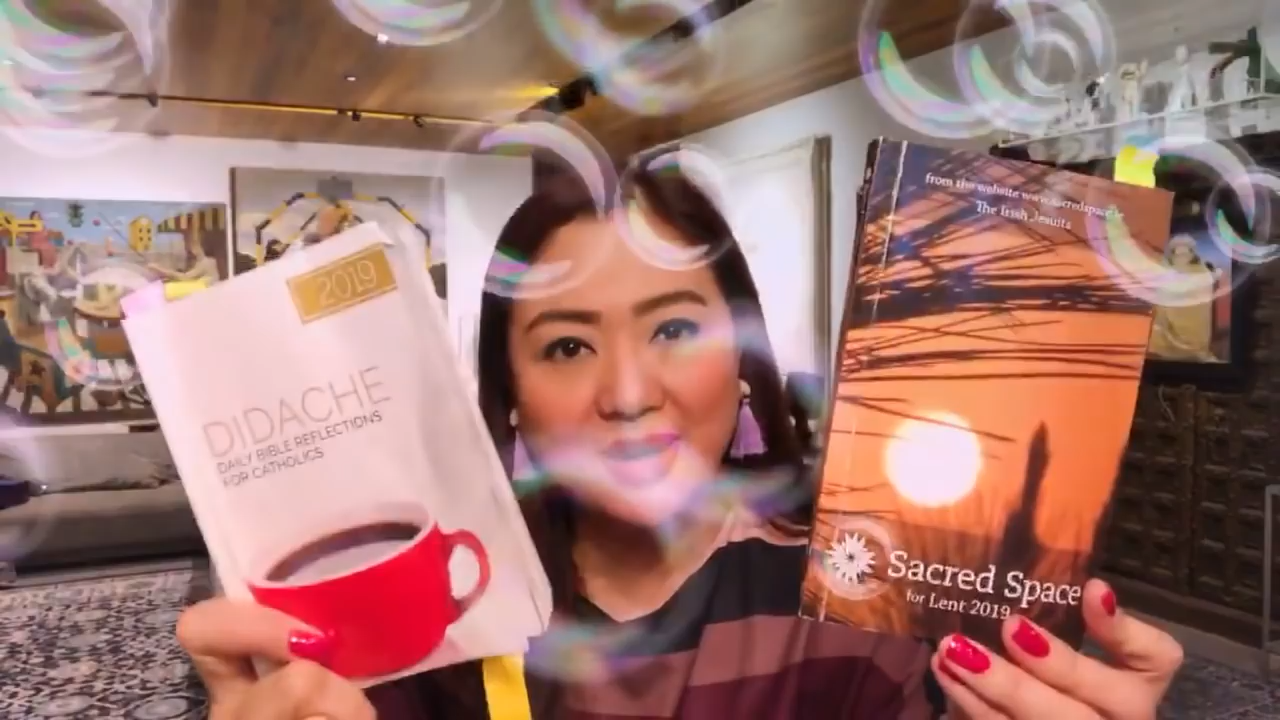 2019
DIDACHE
DAILY BIBLE REFLECTIONS
FOR CATHOLICS
from the website www.sacredspace.ie
The Irish Jesuits
Sacred Space
for Lent 2019